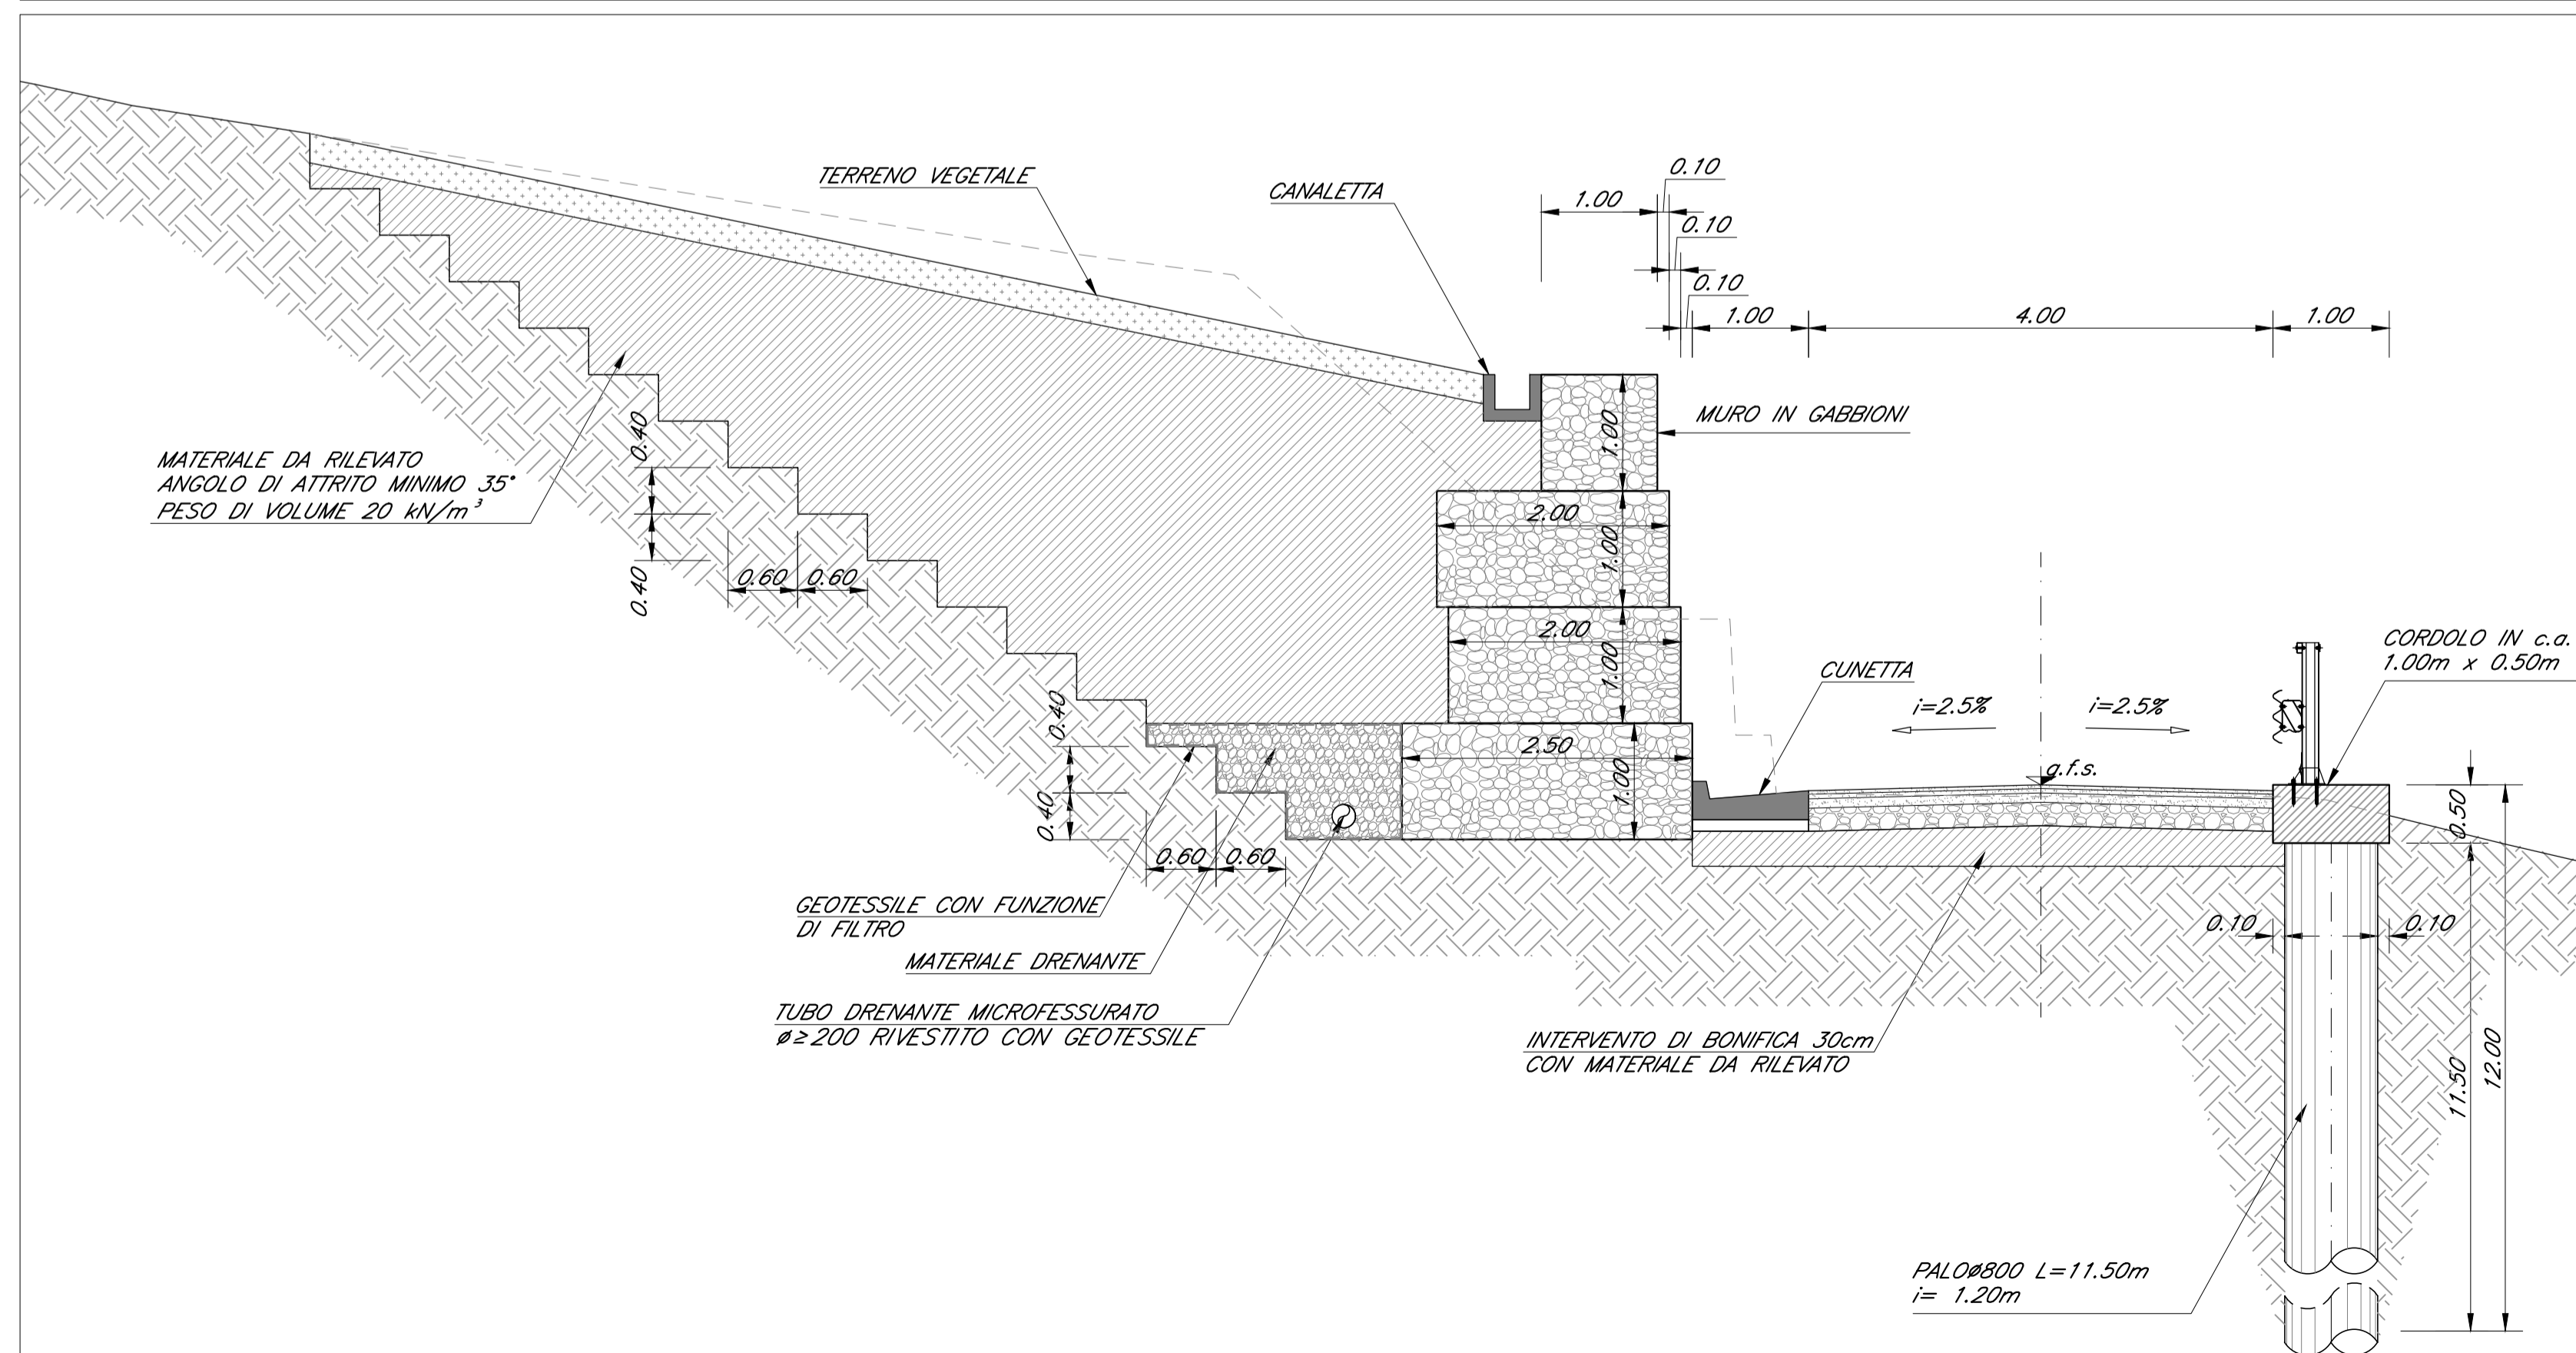 TERRENO VEGETALE
CANALETTA
1.00
0.10
0.10
0.10
1.00
4.00
1.00
MATERIALE DA RILEVATO
ANGOLO DI ATTRITO MINIMO 35°
PESO DI VOLUME 20 kN/m³
0.40
0.40
0.60
0.60
MURO IN GABBIONI
1.00
2.00
1.00
2.00
1.00
2.50
1.00
CUNETTA
i=2.5%
i=2.5%
q.f.s.
CORDOLO IN c.a.
1.00m x 0.50m
0.40
0.40
0.60
0.60
GEOTESSILE CON FUNZIONE
DI FILTRO
MATERIALE DRENANTE
TUBO DRENANTE MICROFESSURATO
ø≥200 RIVESTITO CON GEOTESSILE
INTERVENTO DI BONIFICA 30cm
CON MATERIALE DA RILEVATO
0.10
0.10
0.50
11.50
12.00
PALOø800 L=11.50m
i= 1.20m